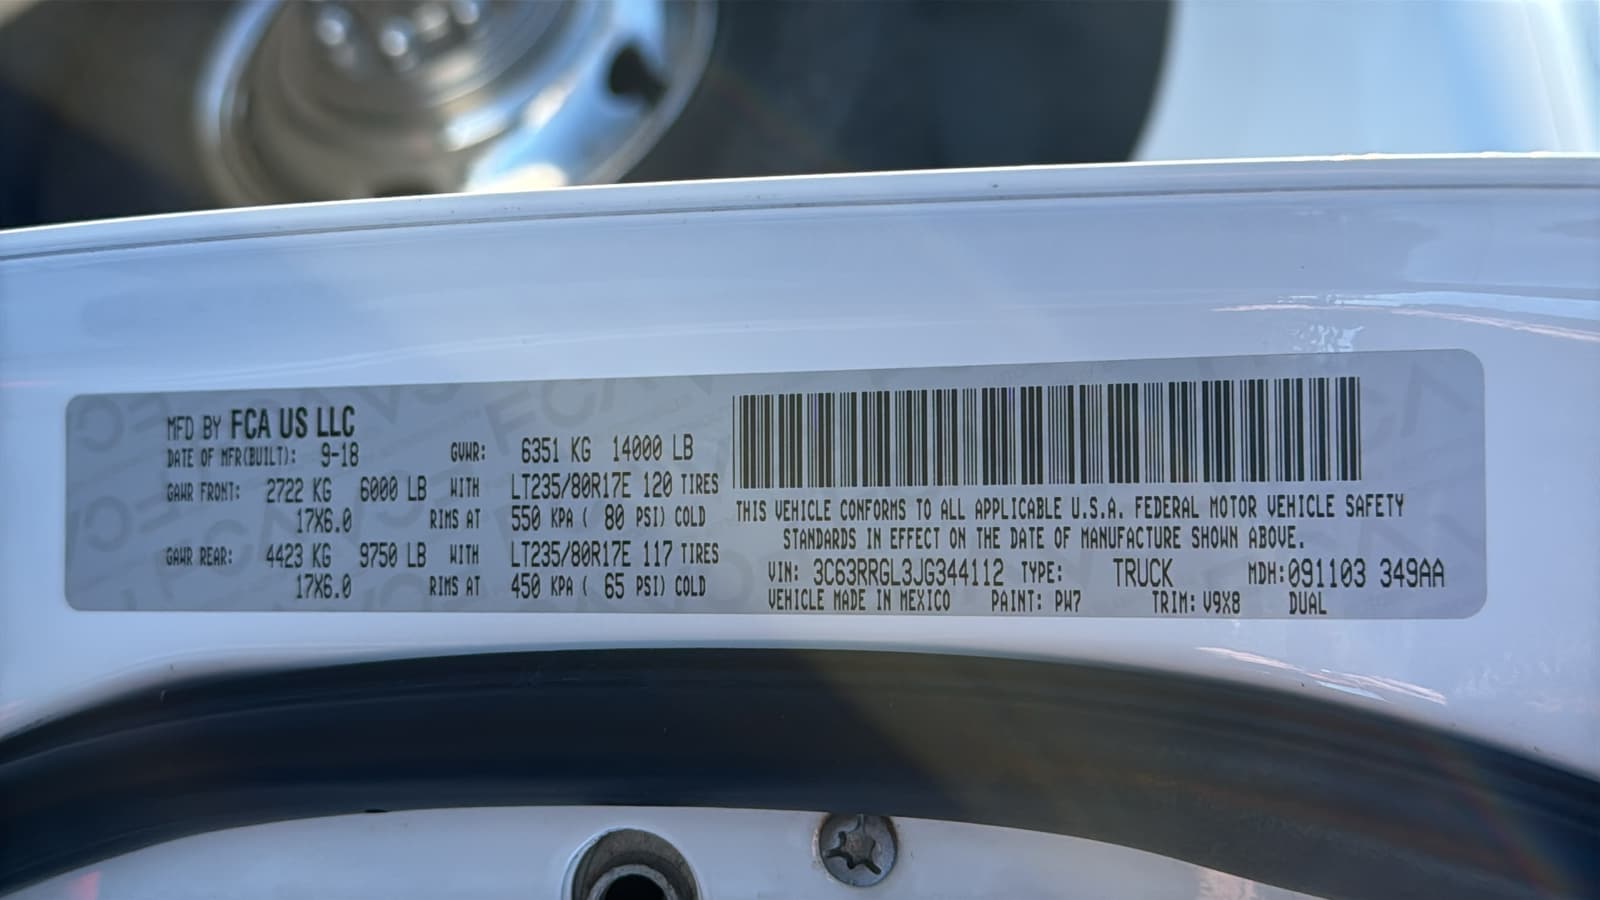 MFD BY FCA US LLC
DATE OF MFR(BUILT): 9-18 GVWR: 6351 KG 14000 LB
GAWR FRONT: 2722 KG 6000 LB WITH LT235/80R17E 120 TIRES
17X6.0 RIMS AT 550 KPA ( 80 PSI) COLD
GAWR REAR: 4423 KG 9750 LB WITH LT235/80R17E 117 TIRES
17X6.0 RIMS AT 450 KPA ( 65 PSI) COLD
THIS VEHICLE CONFORMS TO ALL APPLICABLE U.S.A. FEDERAL MOTOR VEHICLE SAFETY
STANDARDS IN EFFECT ON THE DATE OF MANUFACTURE SHOWN ABOVE.
VIN: 3C63RRGL3JG344112 TYPE: TRUCK MDH:091103 349AA
VEHICLE MADE IN MEXICO PAINT: PW7 TRIM: V9X8 DUAL